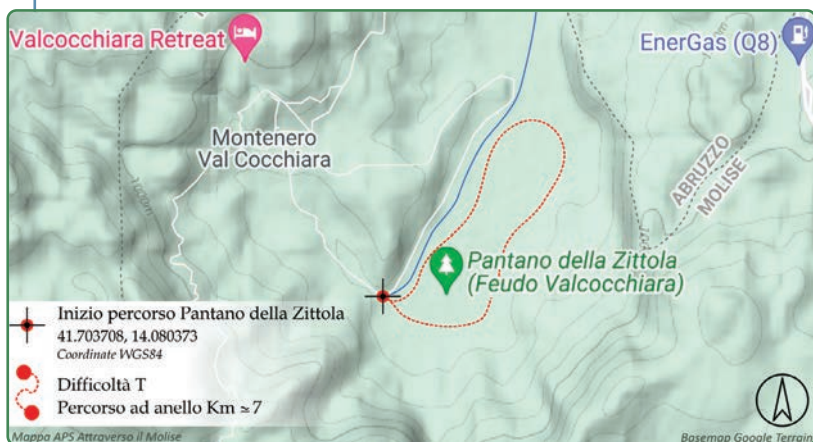 Valcocchiara Retreat
EnerGas (Q8)
Montenero
Val Cocchiara
1000m
ABRUZZO
MOLISE
Pantano della Zittola
(Feudo Valcocchiara)
Inizio percorso Pantano della Zittola
41.703708, 14.080373
Coordinate WGS84
Difficoltà T
Percorso ad anello Km ≃ 7
Mappa APS Attraverso il Molise
Basemap Google Terrain